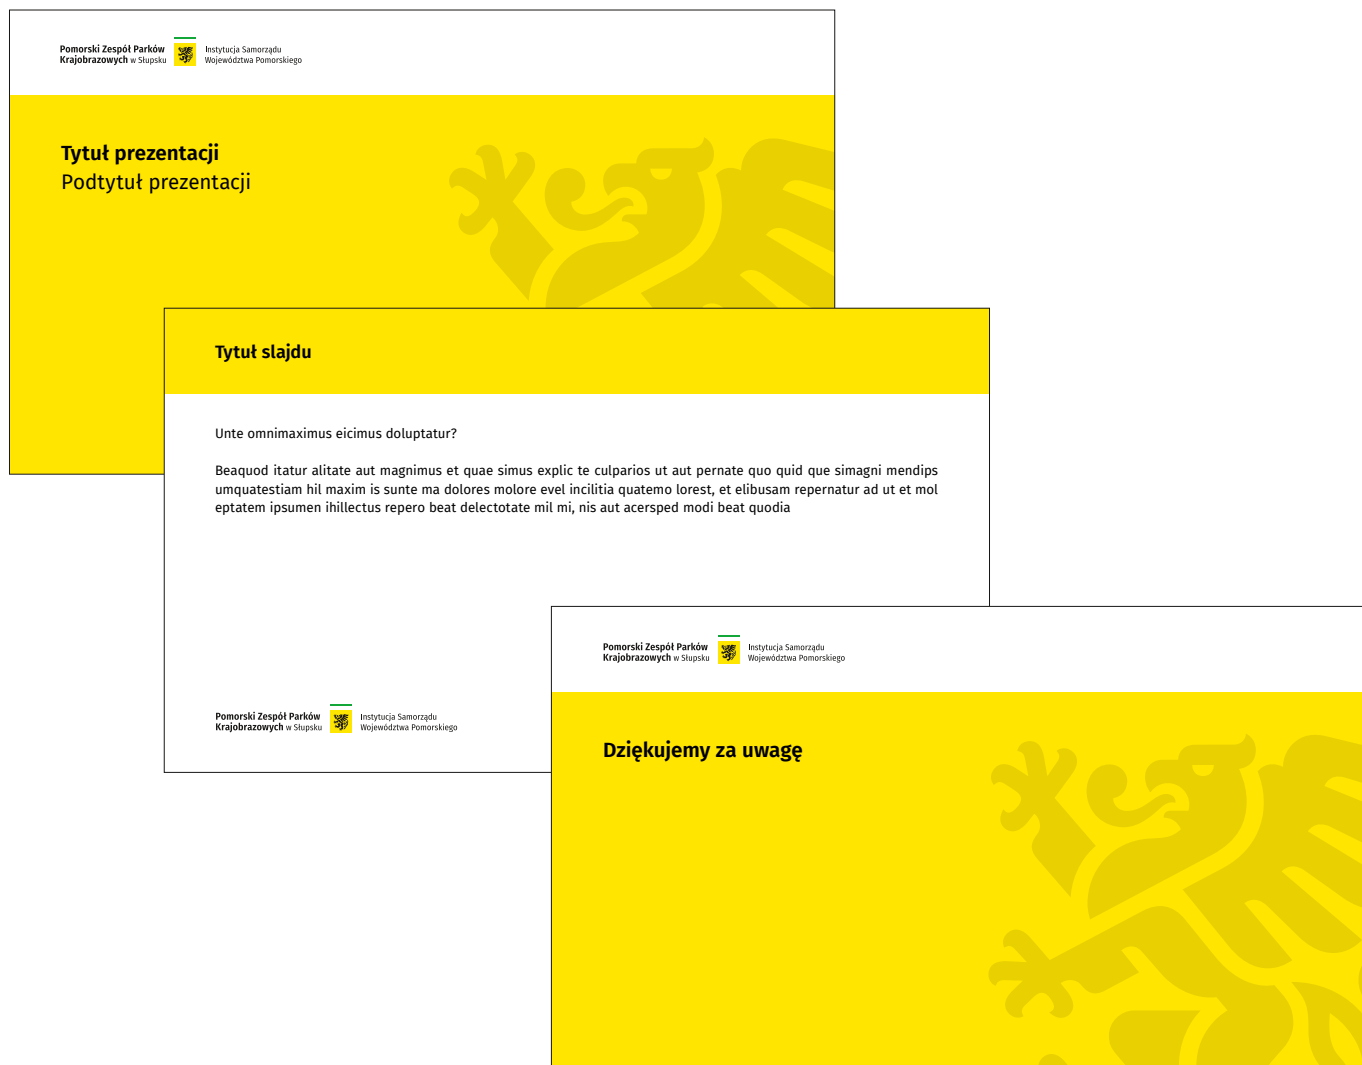 Pomorski Zespół Parków
Krajobrazowych w Słupsku
Instytucja Samorządu
Województwa Pomorskiego
Tytuł prezentacji
Podtytuł prezentacji
Tytuł slajdu
Unte omnimaximus eicimus doluptatur?
Beaquod itatur alitate aut magnimus et quae simus explic te culparios ut aut pernate quo quid que simagni mendips
umquatestiam hil maxim is sunte ma dolores molore evel incilitia quatemo lorest, et elibusam repernatur ad ut et mol
eptatem ipsumen ihillectus repero beat delectotate mil mi, nis aut acersped modi beat quodia
Pomorski Zespół Parków
Krajobrazowych w Słupsku
Instytucja Samorządu
Województwa Pomorskiego
Pomorski Zespół Parków
Krajobrazowych w Słupsku
Instytucja Samorządu
Województwa Pomorskiego
Dziękujemy za uwagę